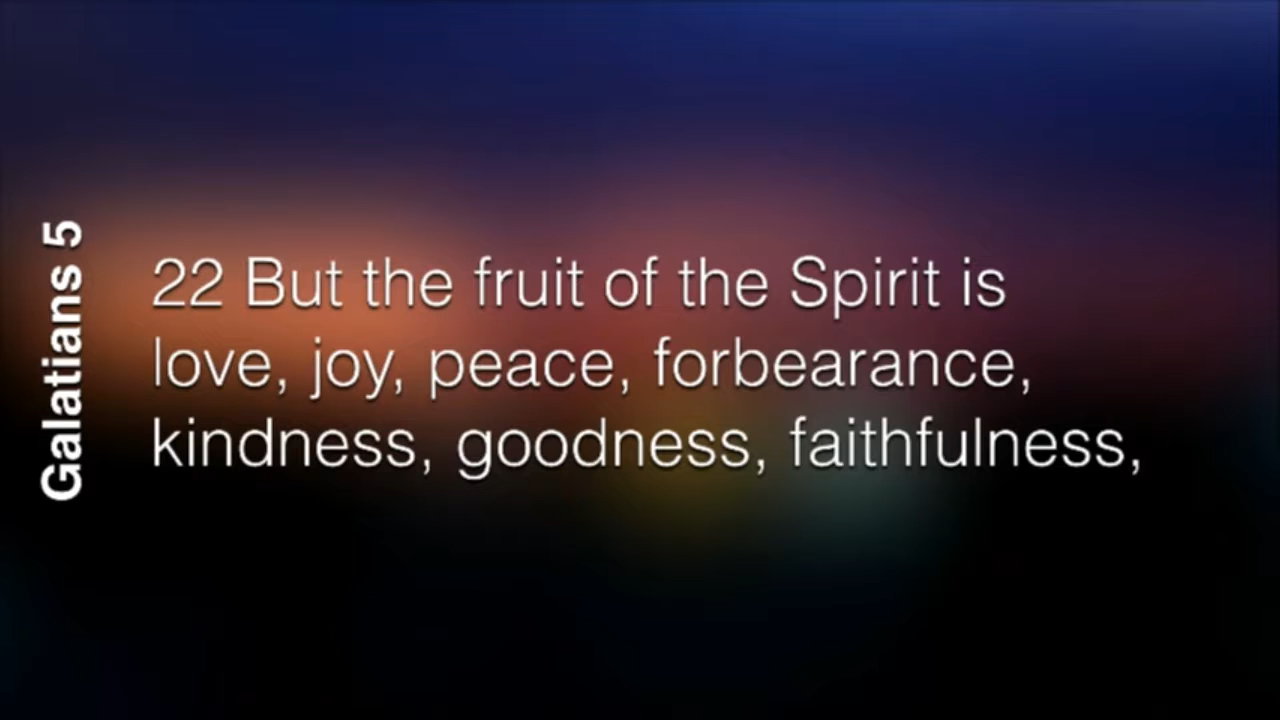 Galatians 5
22 But the fruit of the Spirit is
love, joy, peace, forbearance,
kindness, goodness, faithfulness,